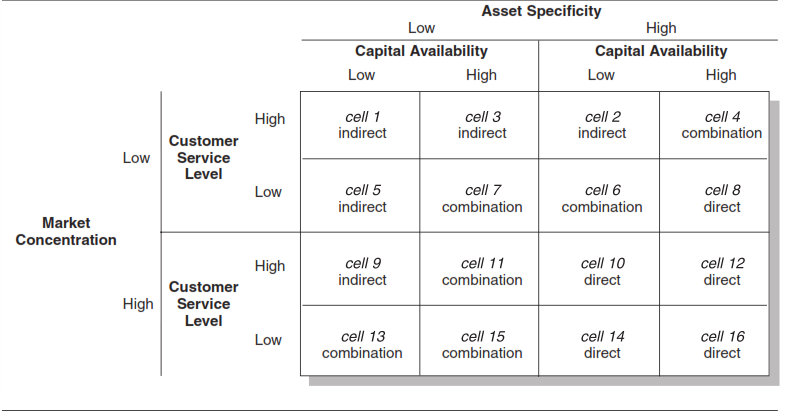 Asset Specificity
Low High
Capital Availability Capital Availability
Low High Low High
High cell 1 cell 3 cell 2 cell 4
indirect indirect indirect combination
Low
Customer
Service
Level
Low cell 5 cell 7 cell 6 cell 8
indirect combination combination direct
Market
Concentration
High cell 9 cell 11 cell 10 cell 12
indirect combination direct direct
High
Customer
Service
Level
Low cell 13 cell 15 cell 14 cell 16
combination combination direct direct